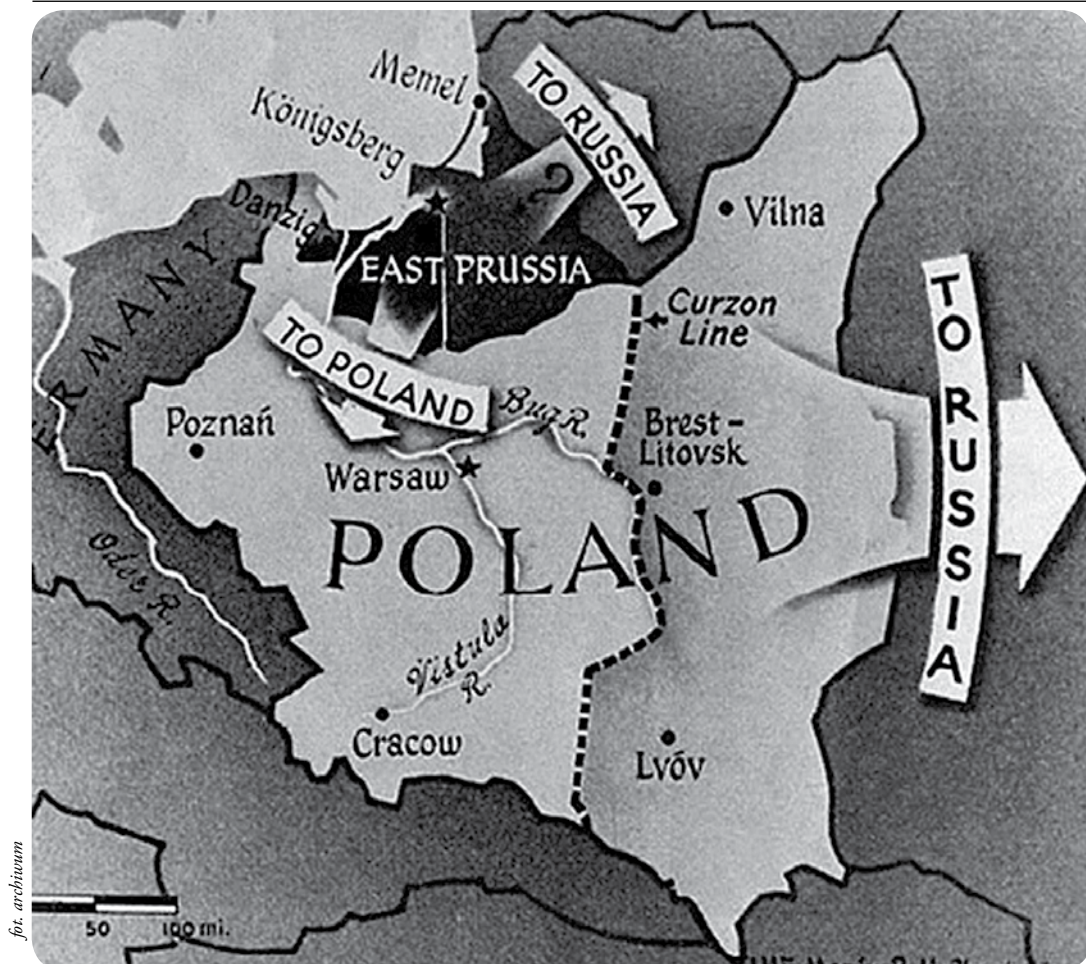 Memel
TO RUSSIA
Königsberg
?
Danzig
Vilna
GERMANY
EAST PRUSSIA
Curzon
Line
TO RUSSIA
TO POLAND
Bug R.
Poznań
Brest-
Litovsk
Warsaw
POLAND
Oder R.
Vistula
R.
Cracow
Lvóv
fot. archiwum
50 100 mi.